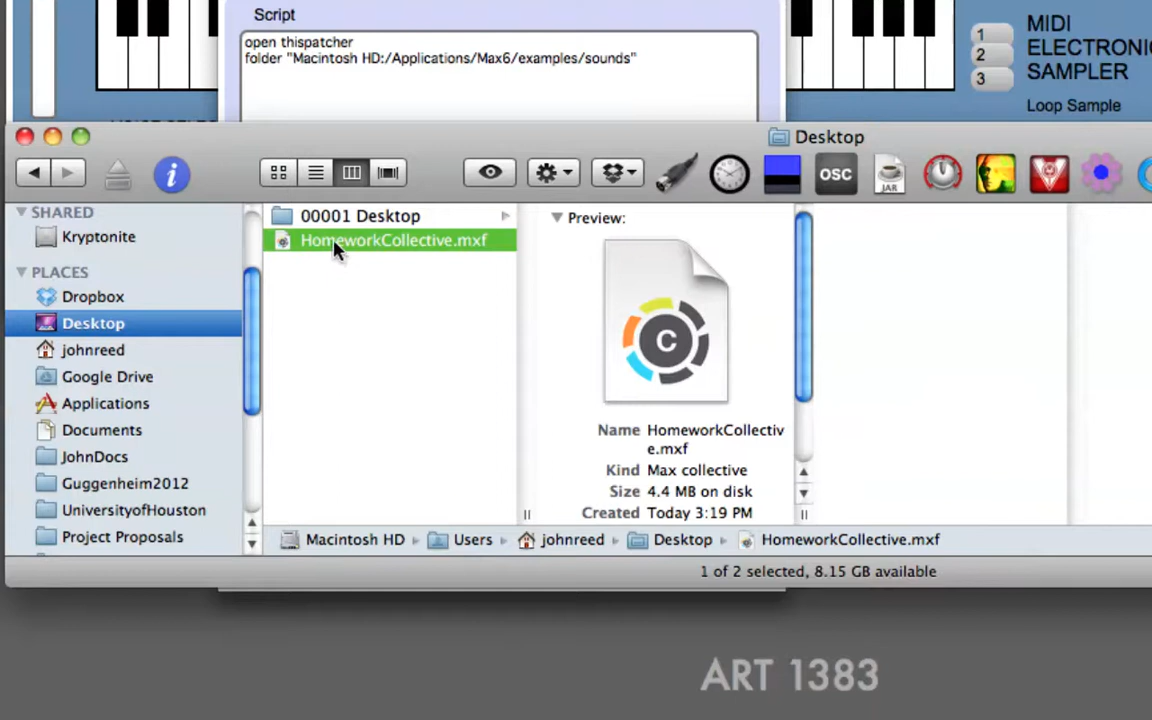 Script
open thispatcher
folder "Macintosh HD:/Applications/Max6/examples/sounds"
1
2
3
MIDI
ELECTRONI
SAMPLER
Loop Sample
Desktop
OSC
JAR
SHARED
Kryptonite
PLACES
Dropbox
Desktop
johnreed
Google Drive
Applications
Documents
JohnDocs
Guggenheim2012
UniversityofHouston
Project Proposals
00001 Desktop
HomeworkCollective.mxf
Preview:
C
Name HomeworkCollectiv
e.mxf
Kind Max collective
Size 4.4 MB on disk
Created Today 3:19 PM
Macintosh HD Users johnreed Desktop HomeworkCollective.mxf
1 of 2 selected, 8.15 GB available
ART 1383